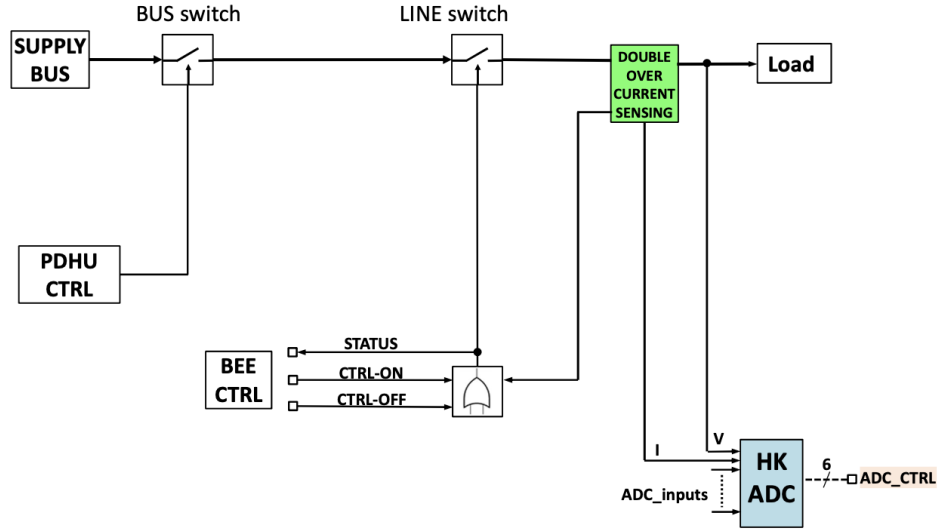 BUS switch
LINE switch
SUPPLY
BUS
DOUBLE
OVER
CURRENT
SENSING
Load
PDHU
CTRL
STATUS
BEE
CTRL
CTRL-ON
CTRL-OFF
I
V
HK
ADC
ADC_inputs
6
ADC_CTRL